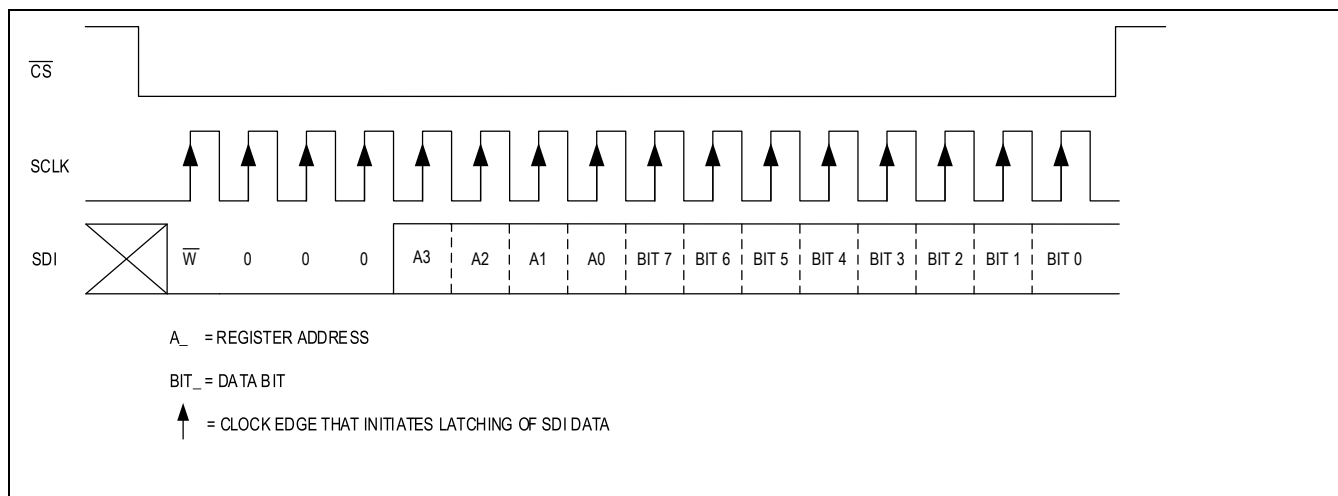 C̅S̅
SCLK
SDI W̅ 0 0 0 A3 A2 A1 A0 BIT 7 BIT 6 BIT 5 BIT 4 BIT 3 BIT 2 BIT 1 BIT 0
A_ = REGISTER ADDRESS
BIT_ = DATA BIT
= CLOCK EDGE THAT INITIATES LATCHING OF SDI DATA